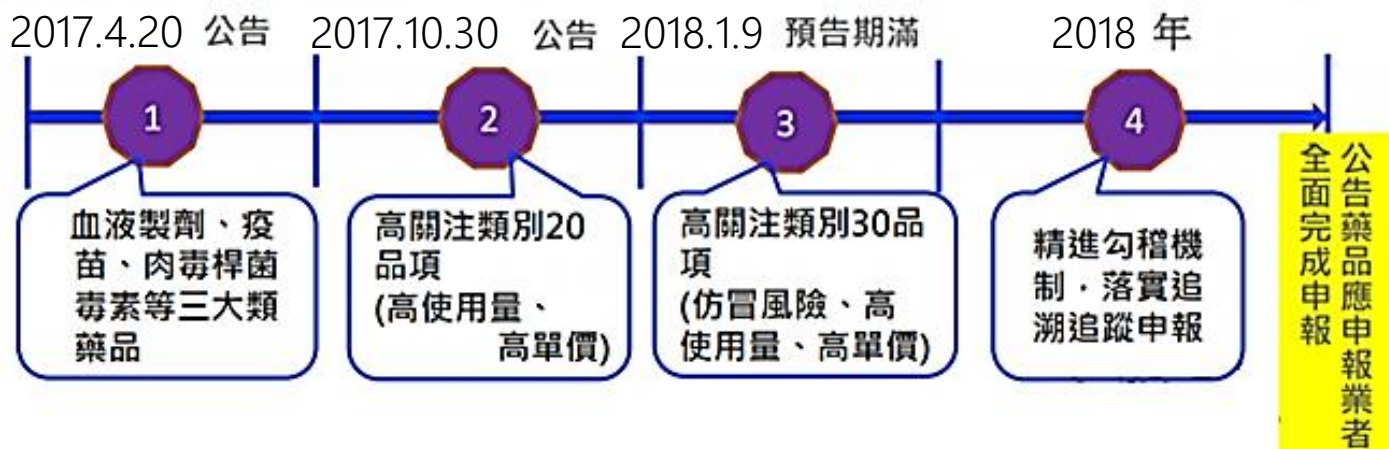 2017.4.20 公告
2017.10.30 公告
2018.1.9 預告期滿
2018 年
1
2
3
4
血液製劑、疫
苗、肉毒桿菌
毒素等三大類
藥品
高關注類別20
品項
(高使用量、
高單價)
高關注類別30品
項
(仿冒風險、高
使用量、高單價)
精進勾稽機
制，落實追
溯追蹤申報
公告藥品應申報業者
全面完成申報